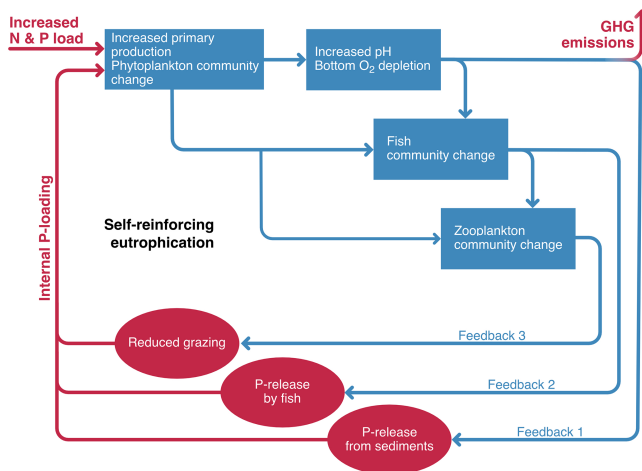 Increased
N & P load
Increased primary
production
Phytoplankton community
change
Increased pH
Bottom O₂ depletion
GHG
emissions
Fish
community change
Zooplankton
community change
Self-reinforcing
eutrophication
Internal P-loading
Reduced grazing
Feedback 3
P-release
by fish
Feedback 2
P-release
from sediments
Feedback 1